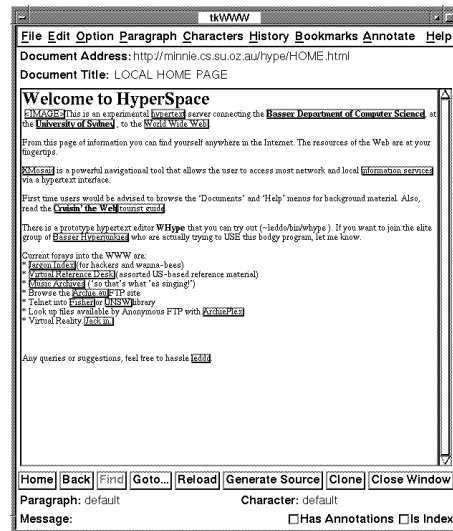 tkWWW
File Edit Option Paragraph Characters History Bookmarks Annotate Help
Document Address: http://minnie.cs.su.oz.au/hype/HOME.html
Document Title: LOCAL HOME PAGE
Welcome to HyperSpace
<IMAGE>This is an experimental hypertext server connecting the Basser Department of Computer Science, at
the University of Sydney, to the World Wide Web.
From this page of information you can find yourself anywhere in the Internet. The resources of the Web are at your
fingertips.
XMosaic is a powerful navigational tool that allows the user to access most network and local information services
via a hypertext interface.
First time users would be advised to browse the 'Documents' and 'Help' menus for background material. Also,
read the Cruisin' the Web tourist guide.
There is a prototype hypertext editor WHype that you can try out (~leddo/bin/whype ). If you want to join the elite
group of Basser Hyperjunkies who are actually trying to USE this bodgy program, let me know.
Current forays into the WWW are:
* Jargon Index (for hackers and wanna-bees)
* Virtual Reference Desk (assorted US-based reference material)
* Music Archives ("so that's what 'es singing!")
* Browse the Archie.au FTP site
* Telnet into Fisher or UNSW library
* Look up files available by Anonymous FTP with ArchiePlex
* Virtual Reality Jack in.
Any queries or suggestions, feel free to hassle leddo.
Home Back Find Goto... Reload Generate Source Clone Close Window
Paragraph: default Character: default
Message: Has Annotations Is Index